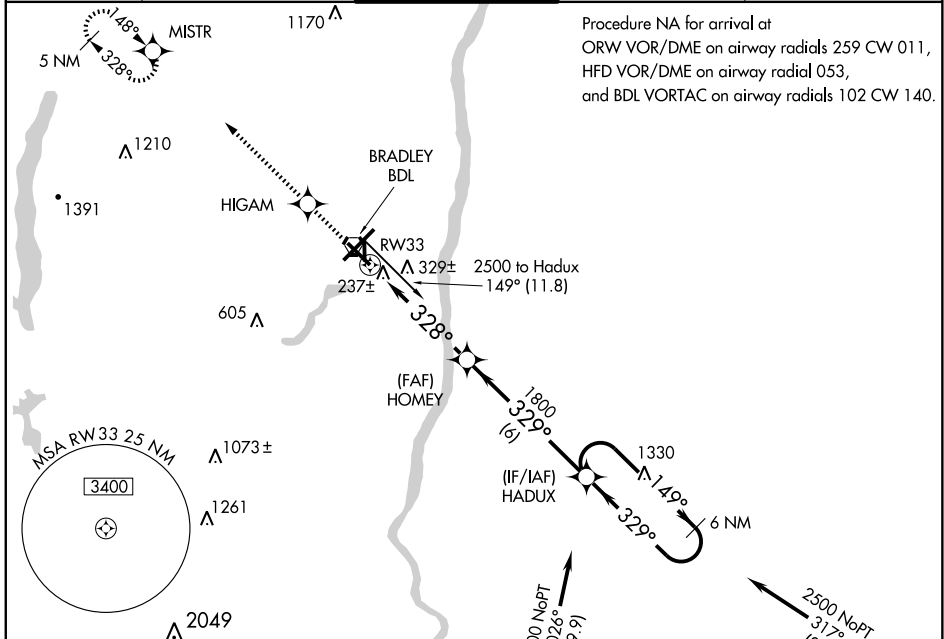 1170
MISTR
148°
328°
5 NM
Procedure NA for arrival at
ORW VOR/DME on airway radials 259 CW 011,
HFD VOR/DME on airway radial 053,
and BDL VORTAC on airway radials 102 CW 140.
1210
1391
BRADLEY
BDL
HIGAM
RW33
329±
237±
2500 to Hadux
149° (11.8)
605
328°
(FAF)
HOMEY
1800
329°
(6)
MSA RW33 25 NM
3400
1073±
1261
2049
(IF/IAF)
HADUX
1330
149°
329°
6 NM
NoPT
2500 NoPT
317°